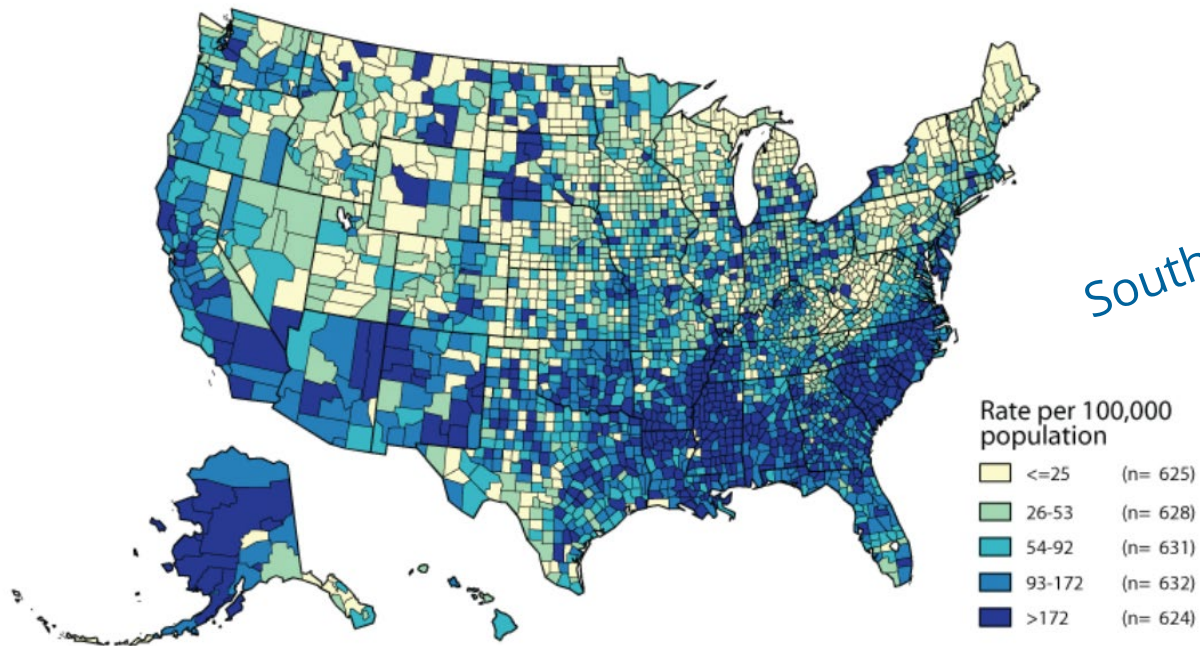 South
Rate per 100,000
population
<=25 (n= 625)
26-53 (n= 628)
54-92 (n= 631)
93-172 (n= 632)
>172 (n= 624)